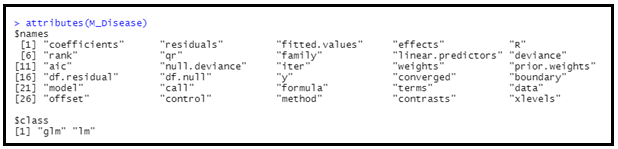 > attributes(M_Disease)
$names
 [1] "coefficients"      "residuals"         "fitted.values"     "effects"           "R"
 [6] "rank"              "qr"                "family"            "linear.predictors" "deviance"
[11] "aic"               "null.deviance"     "iter"              "weights"           "prior.weights"
[16] "df.residual"       "df.null"           "y"                 "converged"         "boundary"
[21] "model"             "call"              "formula"           "terms"             "data"
[26] "offset"            "control"           "method"            "contrasts"         "xlevels"
$class
[1] "glm" "lm"